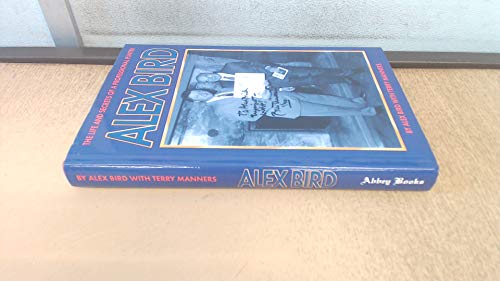 THE LIFE AND SECRETS OF A PROFESSIONAL PUNTER
ALEX BIRD
BY ALEX BIRD WITH TERRY MANNERS
BY ALEX BIRD WITH TERRY MANNERS
ALEX BIRD
Abbey Books